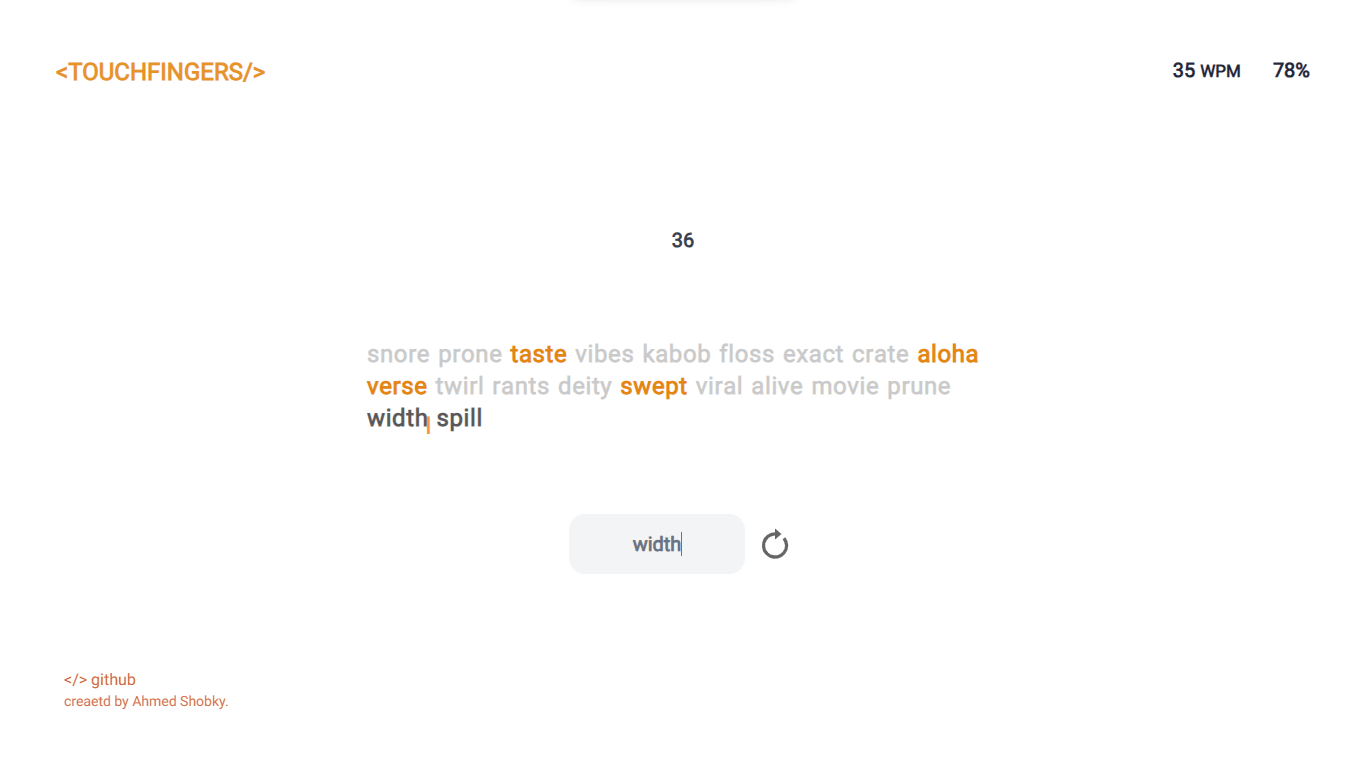 <TOUCHFINGERS/>
35 WPM 78%
36
snore prone taste vibes kabob floss exact crate aloha
verse twirl rants deity swept viral alive movie prune
width spill
width
</> github
creaetd by Ahmed Shobky.